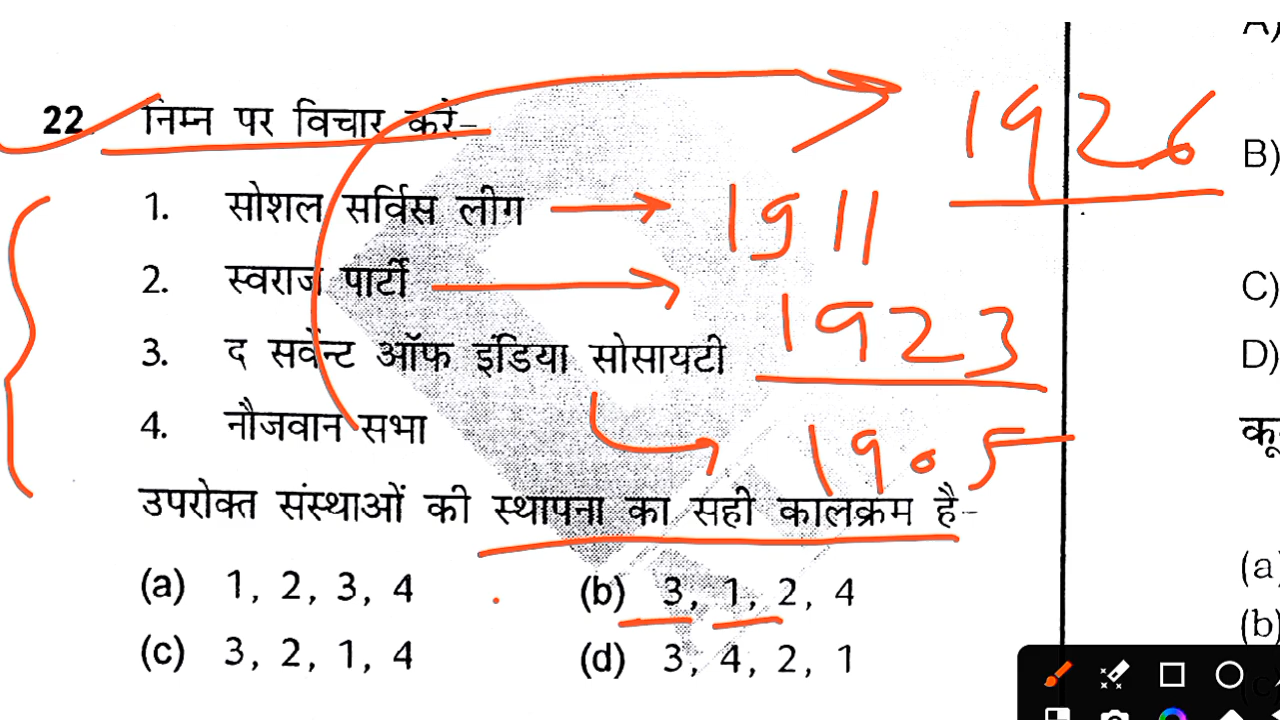 22. निम्न पर विचार करें- 1926
1. सोशल सर्विस लीग 1911
2. स्वराज पार्टी 1923
3. द सर्वेन्ट ऑफ इंडिया सोसायटी
4. नौजवान सभा 1905
उपरोक्त संस्थाओं की स्थापना का सही कालक्रम है-
(a) 1, 2, 3, 4 (b) 3, 1, 2, 4
(c) 3, 2, 1, 4 (d) 3, 4, 2, 1
A)
B)
C)
D)
(a)
(b)